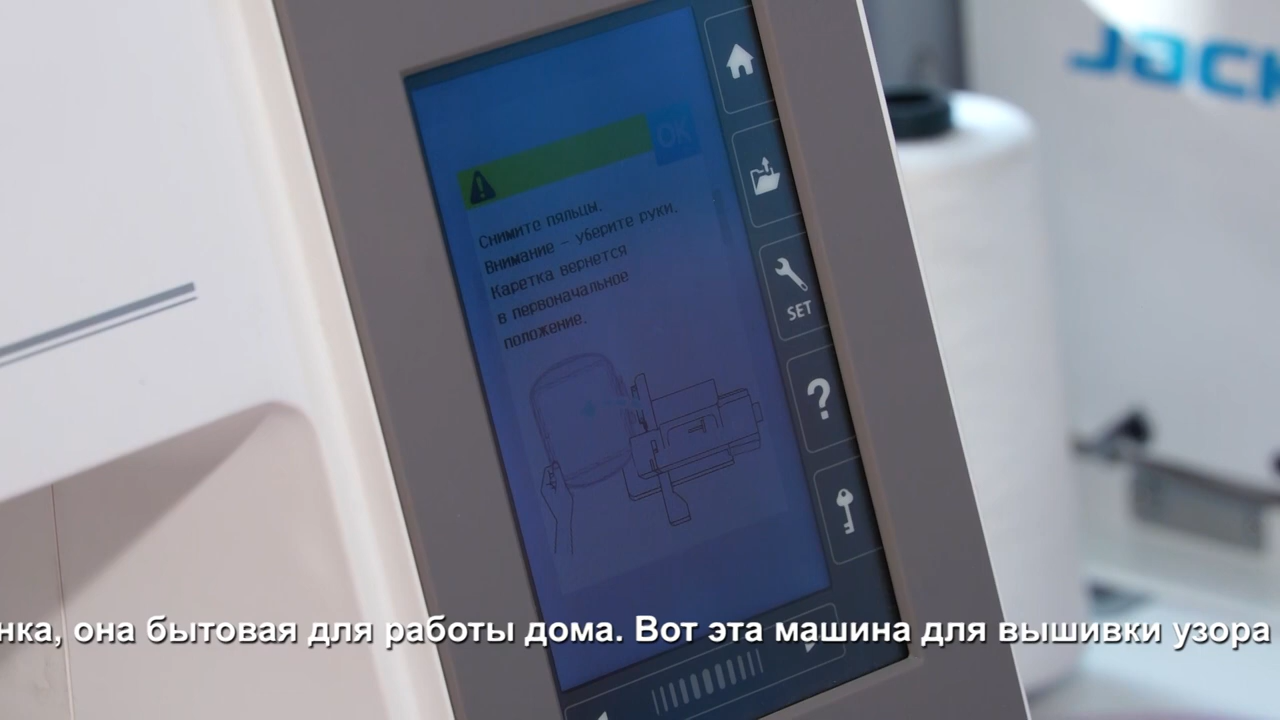 JACK
OK
Снимите пяльцы.
Внимание – уберите руки.
Каретка вернется
в первоначальное
положение.
SET
?
нка, она бытовая для работы дома. Вот эта машина для вышивки узора